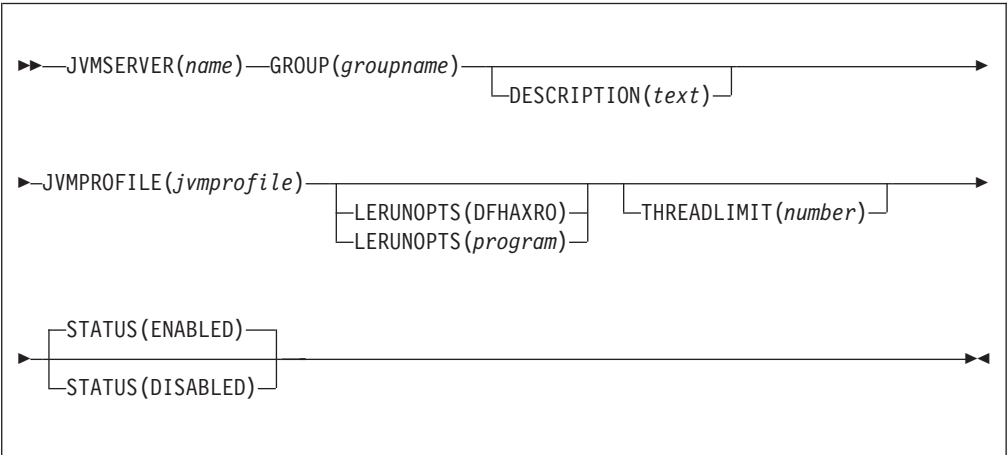 JVMSERVER(name) GROUP(groupname)
DESCRIPTION(text)
JVMPROFILE(jvmprofile)
LERUNOPTS(DFHAXRO)
LERUNOPTS(program)
THREADLIMIT(number)
STATUS(ENABLED)
STATUS(DISABLED)